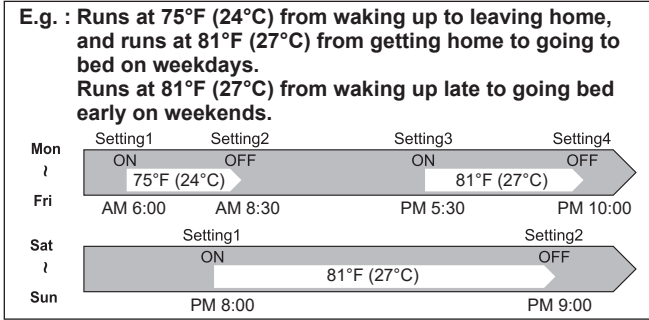 E.g. : Runs at 75°F (24°C) from waking up to leaving home,
and runs at 81°F (27°C) from getting home to going to
bed on weekdays.
Runs at 81°F (27°C) from waking up late to going bed
early on weekends.
Setting1 Setting2 Setting3 Setting4
Mon
~
Fri
ON OFF ON OFF
75°F (24°C) 81°F (27°C)
AM 6:00 AM 8:30 PM 5:30 PM 10:00
Setting1 Setting2
Sat
~
Sun
ON OFF
81°F (27°C)
PM 8:00 PM 9:00